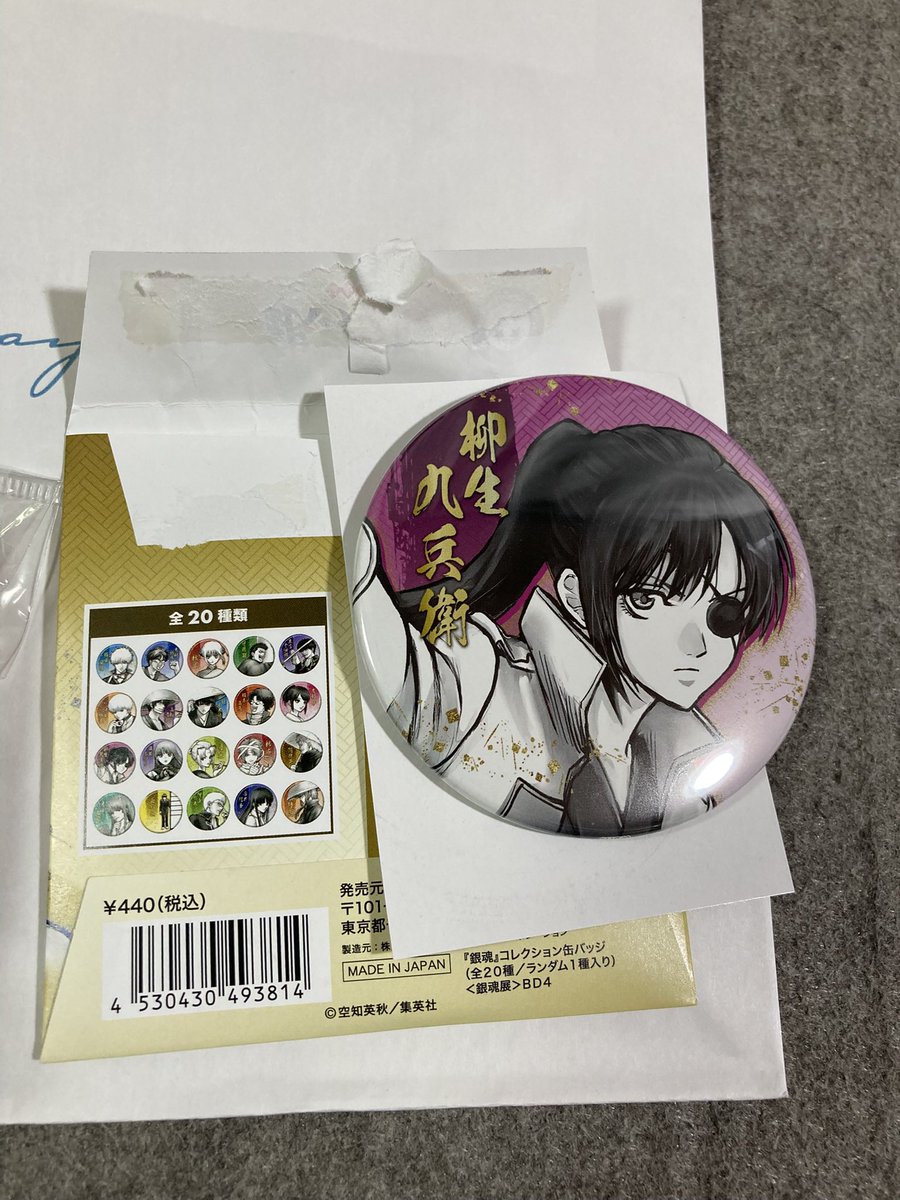 ay
柳生
九兵衛
全20種類
¥440(税込)
発売元
〒101-
東京都
製造元：株
MADE IN JAPAN
『銀魂』コレクション缶バッジ
(全20種/ランダム1種入り)
<銀魂展>BD4
4 530430 493814
©空知英秋/集英社